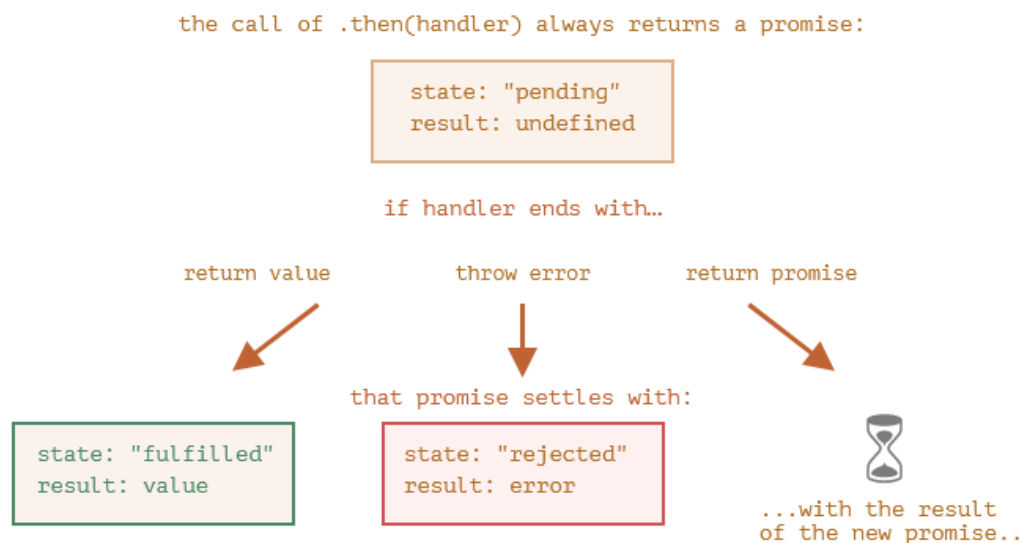 the call of .then(handler) always returns a promise:
state: "pending"
result: undefined
if handler ends with…
return value
throw error
return promise
that promise settles with:
state: "fulfilled"
result: value
state: "rejected"
result: error
...with the result
of the new promise..